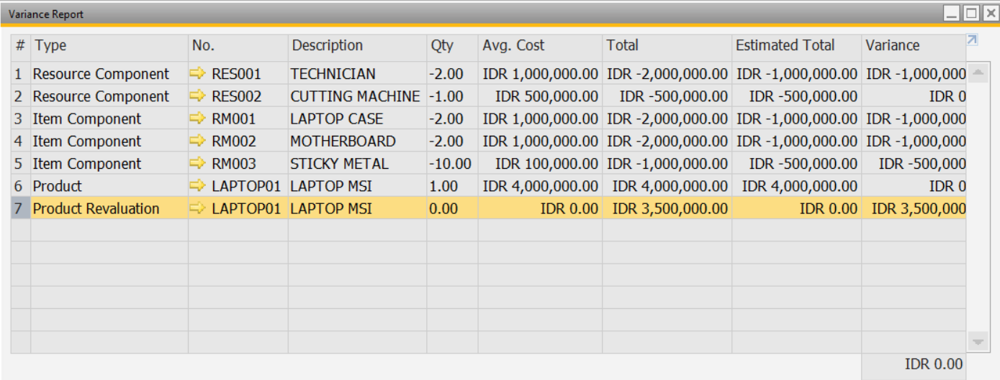 Variance Report
# Type No. Description Qty Avg. Cost Total Estimated Total Variance
1 Resource Component RES001 TECHNICIAN -2.00 IDR 1,000,000.00 IDR -2,000,000.00 IDR -1,000,000.00 IDR -1,000,000
2 Resource Component RES002 CUTTING MACHINE -1.00 IDR 500,000.00 IDR -500,000.00 IDR -500,000.00 IDR 0
3 Item Component RM001 LAPTOP CASE -2.00 IDR 1,000,000.00 IDR -2,000,000.00 IDR -1,000,000.00 IDR -1,000,000
4 Item Component RM002 MOTHERBOARD -2.00 IDR 1,000,000.00 IDR -2,000,000.00 IDR -1,000,000.00 IDR -1,000,000
5 Item Component RM003 STICKY METAL -10.00 IDR 100,000.00 IDR -1,000,000.00 IDR -500,000.00 IDR -500,000
6 Product LAPTOP01 LAPTOP MSI 1.00 IDR 4,000,000.00 IDR 4,000,000.00 IDR 4,000,000.00 IDR 0
7 Product Revaluation LAPTOP01 LAPTOP MSI 0.00 IDR 0.00 IDR 3,500,000.00 IDR 0.00 IDR 3,500,000
IDR 0.00